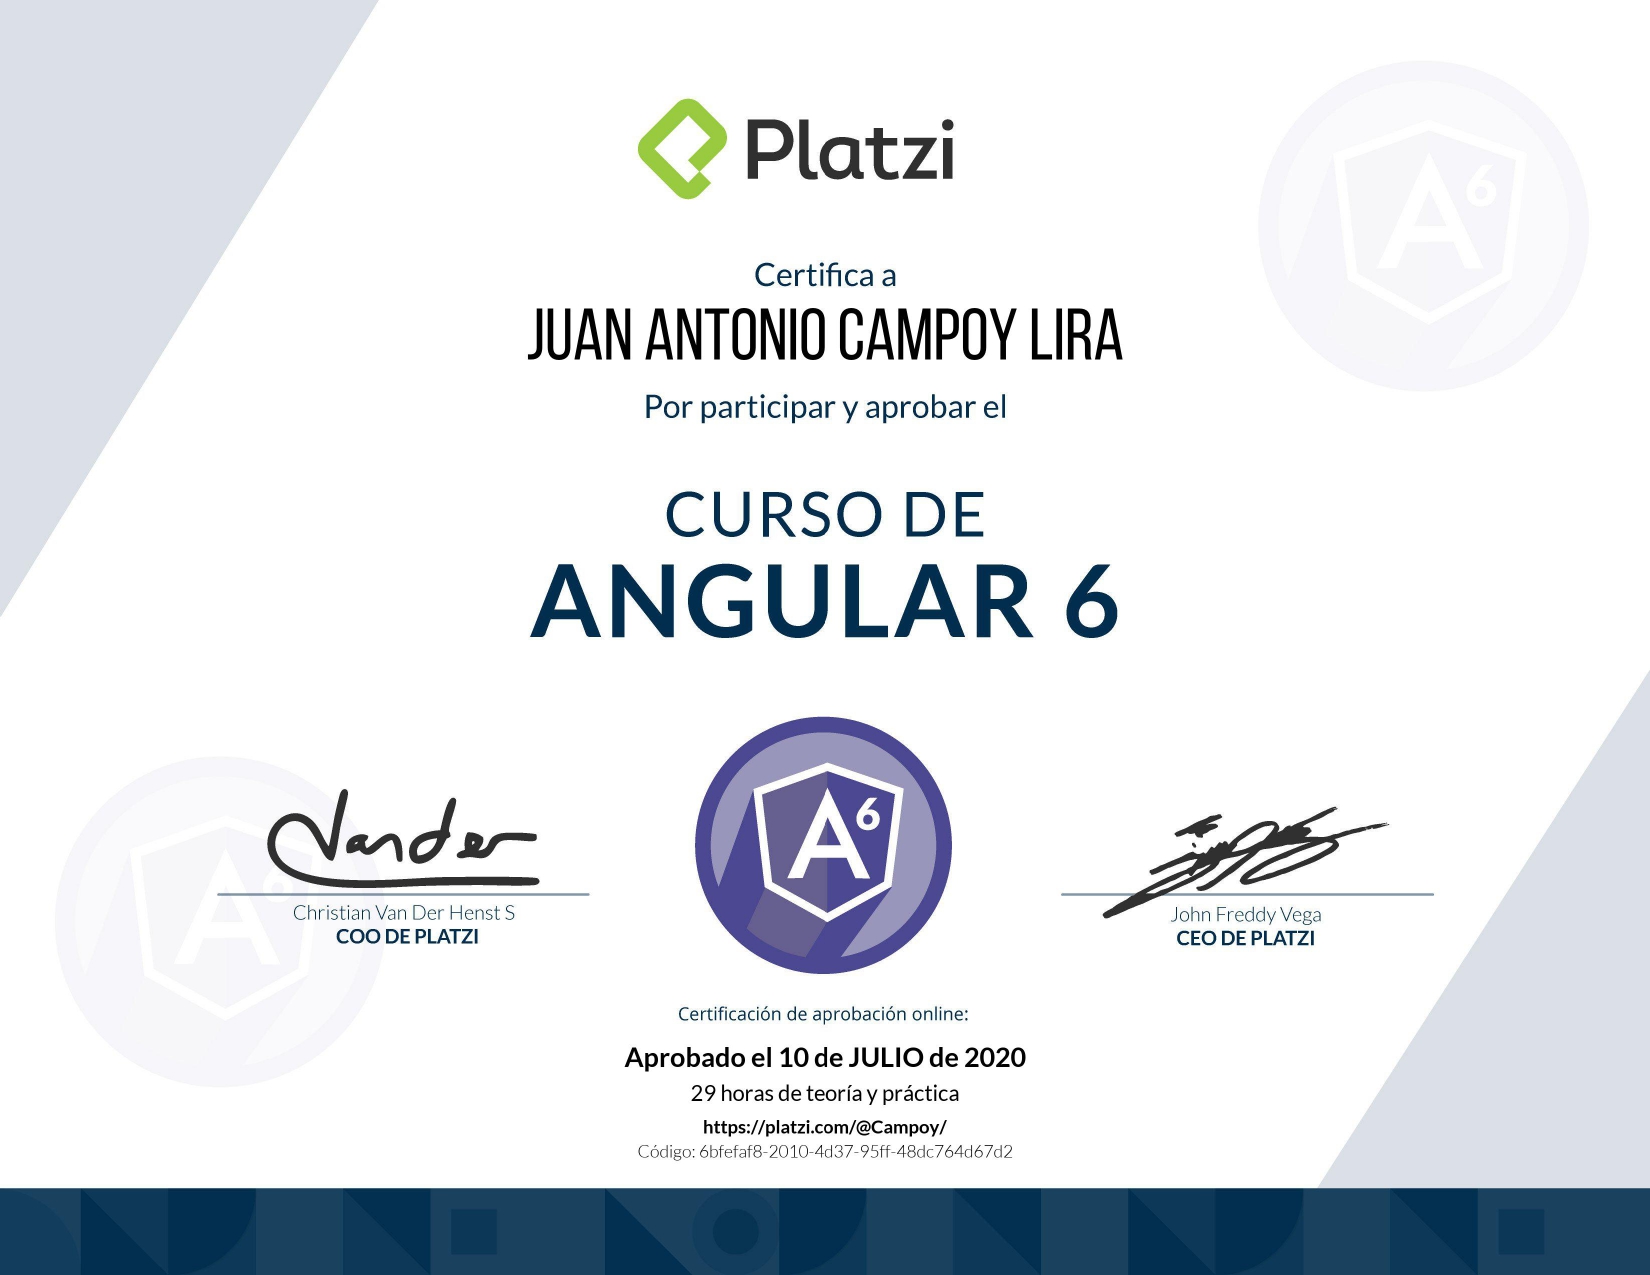 Platzi
Certifica a
JUAN ANTONIO CAMPOY LIRA
Por participar y aprobar el
CURSO DE
ANGULAR 6
A6
A6
A6
Vander
Christian Van Der Henst S
COO DE PLATZI
John Freddy Vega
CEO DE PLATZI
Certificación de aprobación online:
Aprobado el 10 de JULIO de 2020
29 horas de teoría y práctica
https://platzi.com/@Campoy/
Código: 6bfefaf8-2010-4d37-95ff-48dc764d67d2